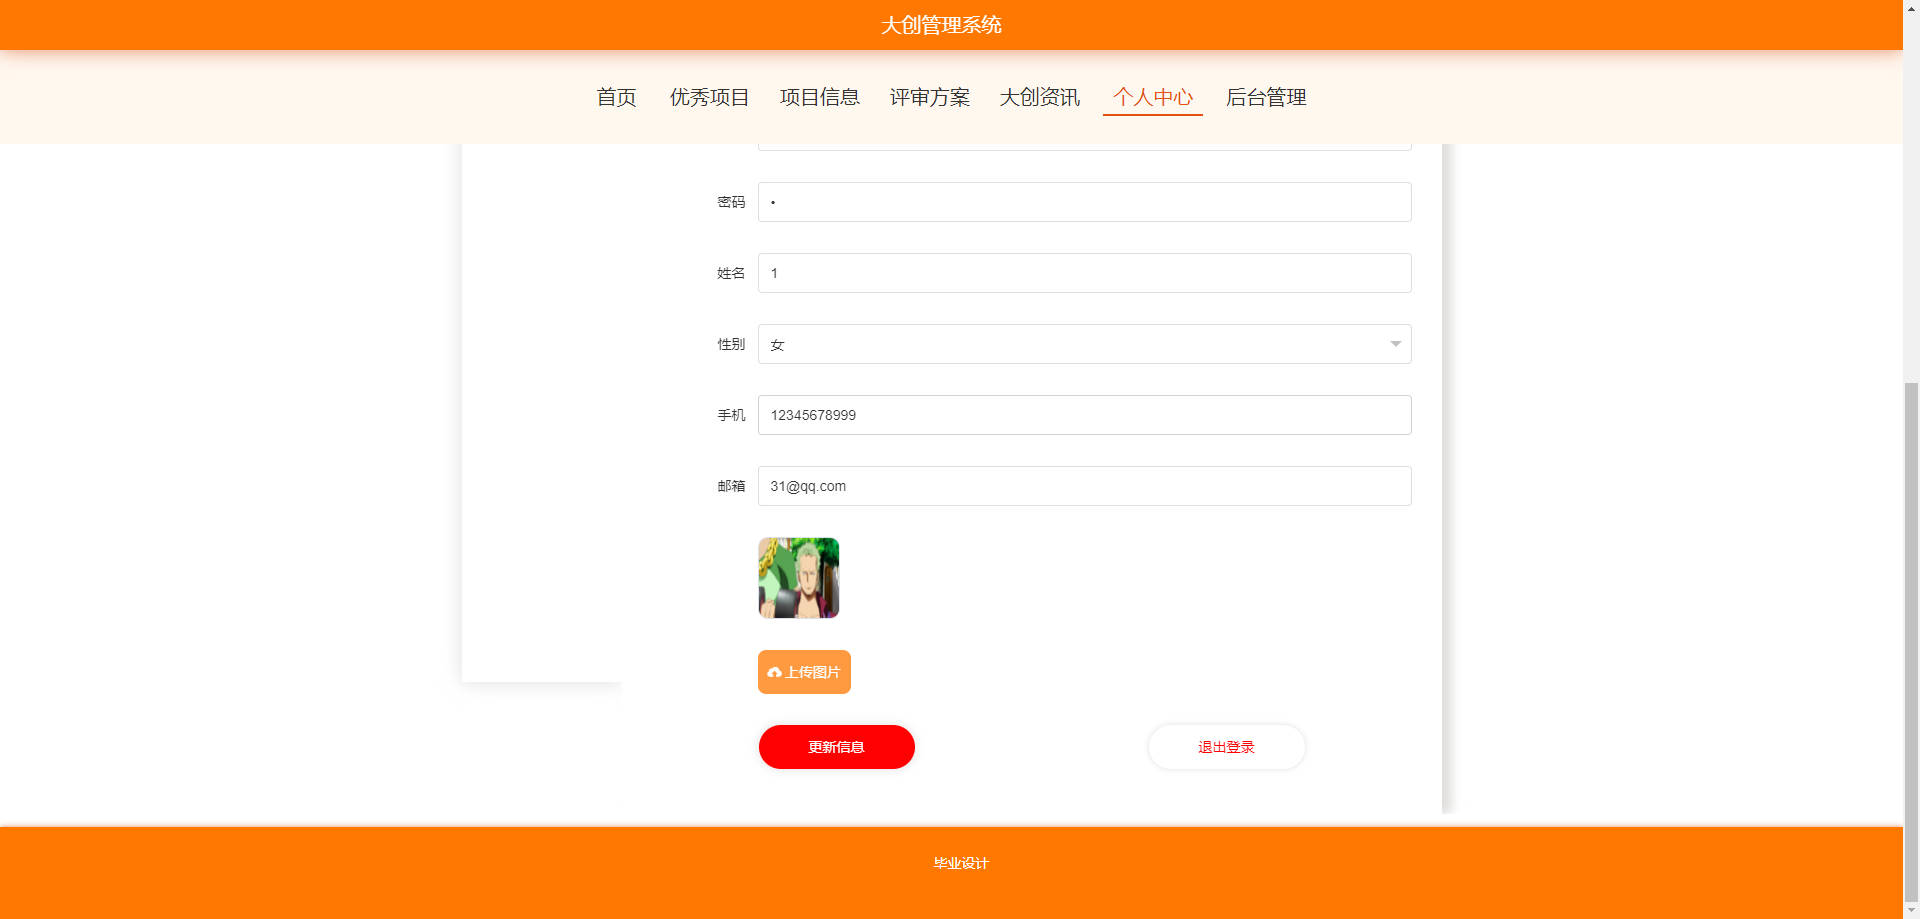 大创管理系统
首页 优秀项目 项目信息 评审方案 大创资讯 个人中心 后台管理
密码 •
姓名 1
性别 女
手机 12345678999
邮箱 31@qq.com
上传图片
更新信息 退出登录
毕业设计